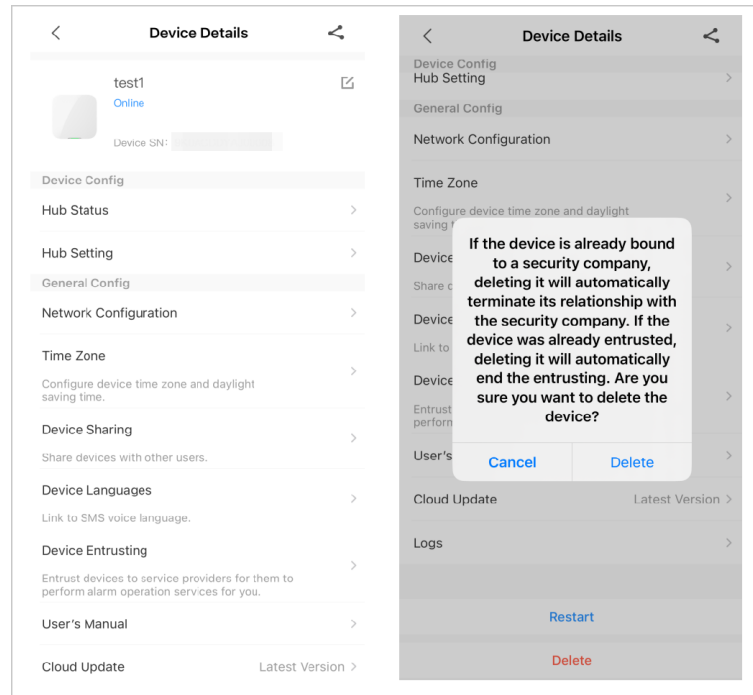 Device Details
test1
Online
Device SN:
Device Config
Hub Status
Hub Setting
General Config
Network Configuration
Time Zone
Configure device time zone and daylight
saving time.
Device Sharing
Share devices with other users.
Device Languages
Link to SMS voice language.
Device Entrusting
Entrust devices to service providers for them to
perform alarm operation services for you.
User's Manual
Cloud Update Latest Version
Device Details
Device Config
Hub Setting
General Config
Network Configuration
Time Zone
Configure device time zone and daylight
saving
Device
Share
Device
Link to
Device
Entrust
perform
User's
If the device is already bound
to a security company,
deleting it will automatically
terminate its relationship with
the security company. If the
device was already entrusted,
deleting it will automatically
end the entrusting. Are you
sure you want to delete the
device?
Cancel Delete
Cloud Update Latest Version
Logs
Restart
Delete